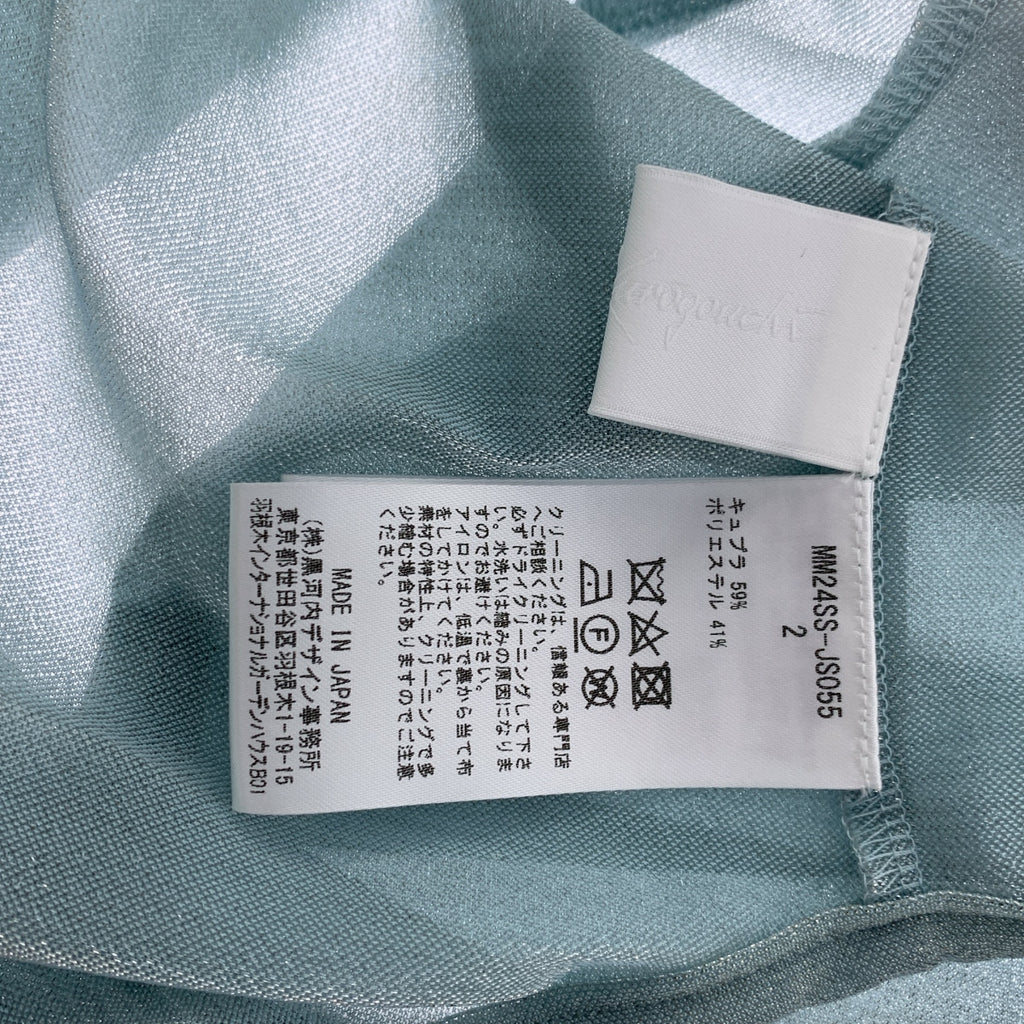 Kurogouchi
MM24SS-JS055
2
キュプラ 59%
ポリエステル 41%
F
クリーニングは、信頼ある専門店
へご相談ください。
必ずドライクリーニングして下さ
い。水洗いは縮みの原因になりま
すのでお避けください。
アイロンは、低温で裏から当て布
をしてかけてください。
素材の特性上、クリーニングで多
少縮む場合がありますのでご注意
ください。
MADE IN JAPAN
(株)黒河内デザイン事務所
東京都世田谷区羽根木1-19-15
羽根木インターナショナルガーデンハウスB01